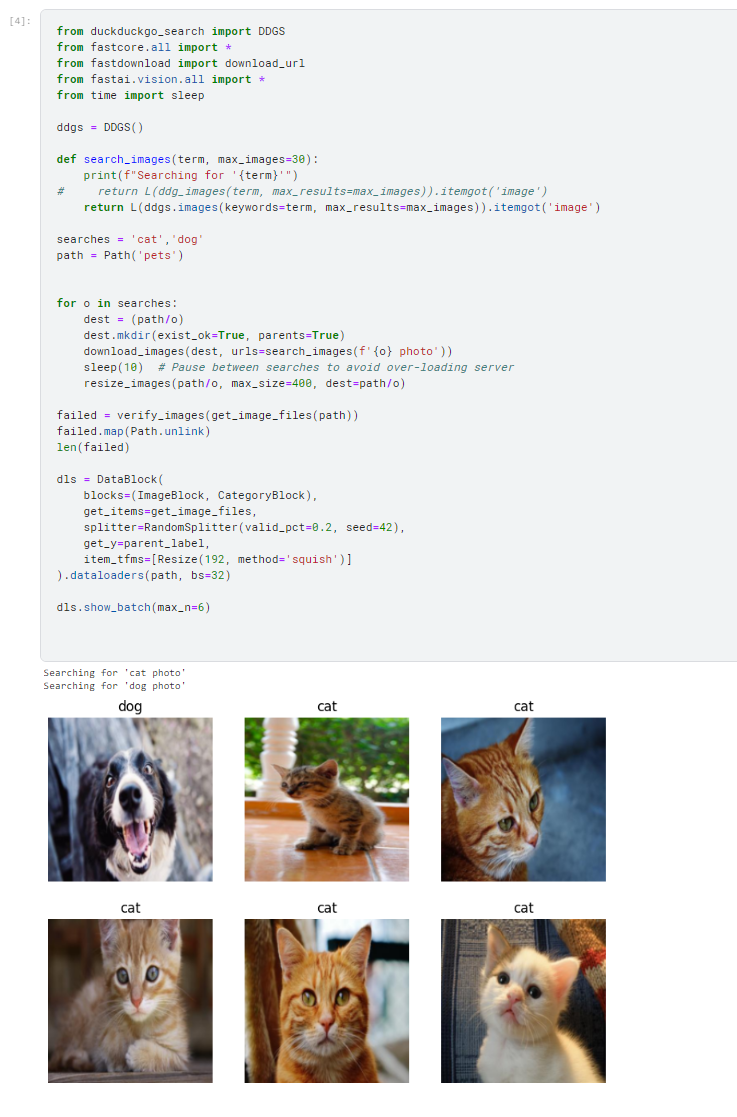 [4]:
from duckduckgo_search import DDGS
from fastcore.all import *
from fastdownload import download_url
from fastai.vision.all import *
from time import sleep
ddgs = DDGS()
def search_images(term, max_images=30):
    print(f"Searching for '{term}'")
#     return L(ddg_images(term, max_results=max_images)).itemgot('image')
    return L(ddgs.images(keywords=term, max_results=max_images)).itemgot('image')
searches = 'cat','dog'
path = Path('pets')
for o in searches:
    dest = (path/o)
    dest.mkdir(exist_ok=True, parents=True)
    download_images(dest, urls=search_images(f'{o} photo'))
    sleep(10)  # Pause between searches to avoid over-loading server
    resize_images(path/o, max_size=400, dest=path/o)
failed = verify_images(get_image_files(path))
failed.map(Path.unlink)
len(failed)
dls = DataBlock(
    blocks=(ImageBlock, CategoryBlock),
    get_items=get_image_files,
    splitter=RandomSplitter(valid_pct=0.2, seed=42),
    get_y=parent_label,
    item_tfms=[Resize(192, method='squish')]
).dataloaders(path, bs=32)
dls.show_batch(max_n=6)
Searching for 'cat photo'
Searching for 'dog photo'
dog cat cat
cat cat cat